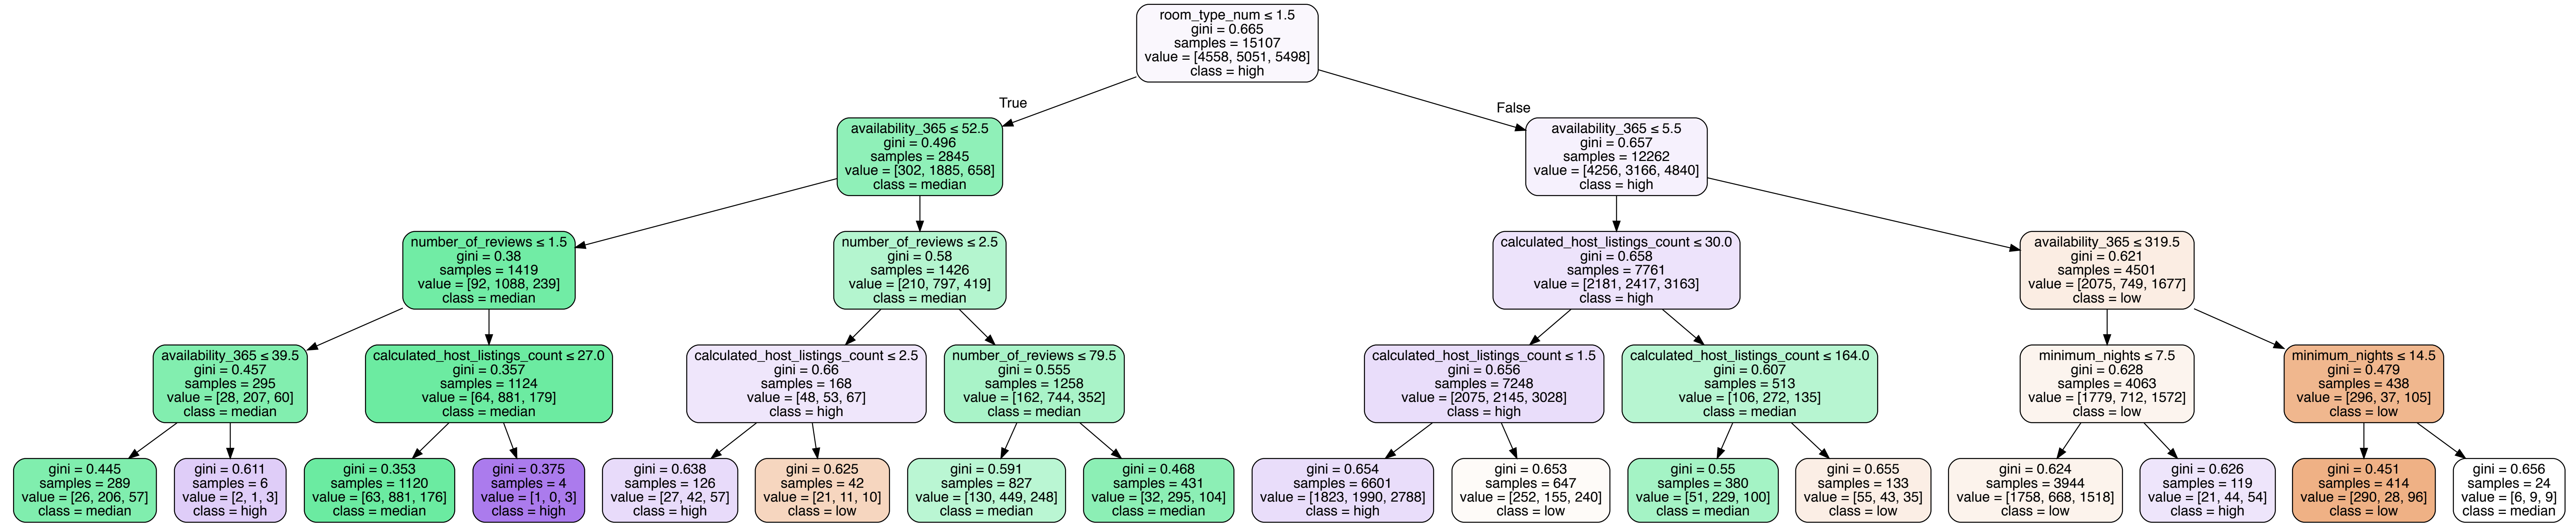 room_type_num ≤ 1.5
gini = 0.665
samples = 15107
value = [4558, 5051, 5498]
class = high
True
False
availability_365 ≤ 52.5
gini = 0.496
samples = 2845
value = [302, 1885, 658]
class = median
availability_365 ≤ 5.5
gini = 0.657
samples = 12262
value = [4256, 3166, 4840]
class = high
number_of_reviews ≤ 1.5
gini = 0.38
samples = 1419
value = [92, 1088, 239]
class = median
number_of_reviews ≤ 2.5
gini = 0.58
samples = 1426
value = [210, 797, 419]
class = median
calculated_host_listings_count ≤ 30.0
gini = 0.658
samples = 7761
value = [2181, 2417, 3163]
class = high
availability_365 ≤ 319.5
gini = 0.621
samples = 4501
value = [2075, 749, 1677]
class = low
availability_365 ≤ 39.5
gini = 0.457
samples = 295
value = [28, 207, 60]
class = median
calculated_host_listings_count ≤ 27.0
gini = 0.357
samples = 1124
value = [64, 881, 179]
class = median
calculated_host_listings_count ≤ 2.5
gini = 0.66
samples = 168
value = [48, 53, 67]
class = high
number_of_reviews ≤ 79.5
gini = 0.555
samples = 1258
value = [162, 744, 352]
class = median
calculated_host_listings_count ≤ 1.5
gini = 0.656
samples = 7248
value = [2075, 2145, 3028]
class = high
calculated_host_listings_count ≤ 164.0
gini = 0.607
samples = 513
value = [106, 272, 135]
class = median
minimum_nights ≤ 7.5
gini = 0.628
samples = 4063
value = [1779, 712, 1572]
class = low
minimum_nights ≤ 14.5
gini = 0.479
samples = 438
value = [296, 37, 105]
class = low
gini = 0.445
samples = 289
value = [26, 206, 57]
class = median
gini = 0.611
samples = 6
value = [2, 1, 3]
class = high
gini = 0.353
samples = 1120
value = [63, 881, 176]
class = median
gini = 0.375
samples = 4
value = [1, 0, 3]
class = high
gini = 0.638
samples = 126
value = [27, 42, 57]
class = high
gini = 0.625
samples = 42
value = [21, 11, 10]
class = low
gini = 0.591
samples = 827
value = [130, 449, 248]
class = median
gini = 0.468
samples = 431
value = [32, 295, 104]
class = median
gini = 0.654
samples = 6601
value = [1823, 1990, 2788]
class = high
gini = 0.653
samples = 647
value = [252, 155, 240]
class = low
gini = 0.55
samples = 380
value = [51, 229, 100]
class = median
gini = 0.655
samples = 133
value = [55, 43, 35]
class = low
gini = 0.624
samples = 3944
value = [1758, 668, 1518]
class = low
gini = 0.626
samples = 119
value = [21, 44, 54]
class = high
gini = 0.451
samples = 414
value = [290, 28, 96]
class = low
gini = 0.656
samples = 24
value = [6, 9, 9]
class = median